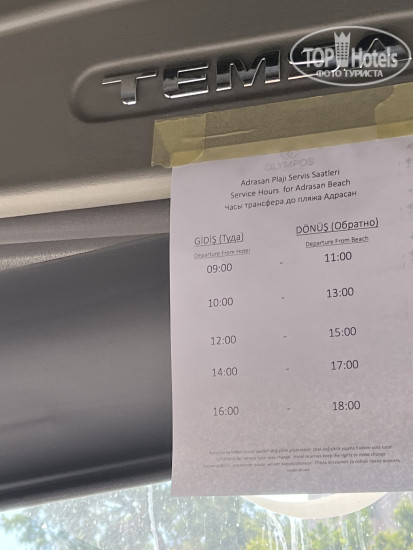 TEMSA
TOP Hotels
ФОТО ТУРИСТА
OLYMPOS
Adrasan Plajı Servis Saatleri
Service Hours for Adrasan Beach
Часы трансфера до пляжа Адрасан
GİDİŞ (Туда) DÖNÜŞ (Обратно)
Departure From Hotel Departure From Beach
09:00 - 11:00
10:00 - 13:00
12:00 - 15:00
14:00 - 17:00
16:00 - 18:00